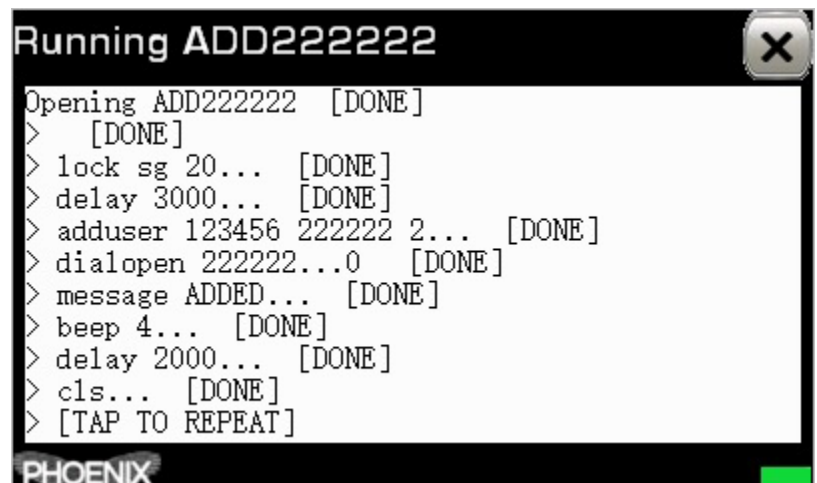 Running ADD222222
Opening ADD222222 [DONE]
> [DONE]
> lock sg 20... [DONE]
> delay 3000... [DONE]
> adduser 123456 222222 2... [DONE]
> dialopen 222222...0 [DONE]
> message ADDED... [DONE]
> beep 4... [DONE]
> delay 2000... [DONE]
> cls... [DONE]
> [TAP TO REPEAT]
PHOENIX